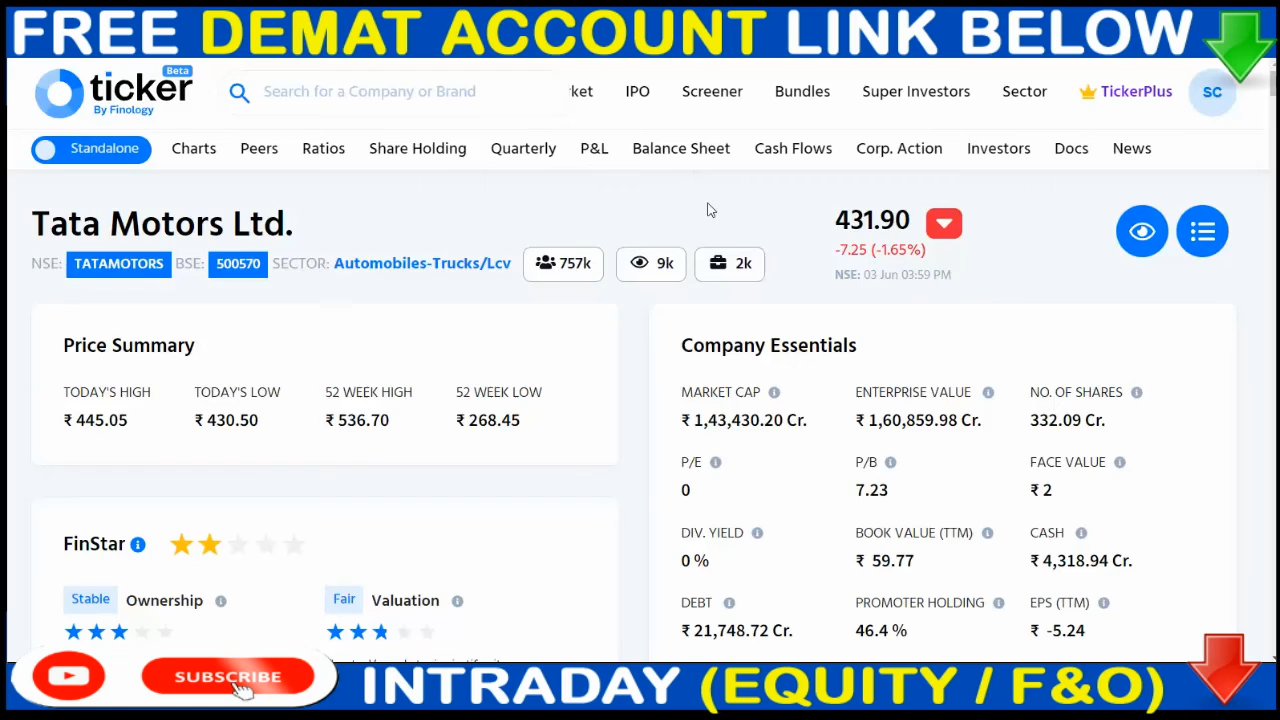 FREE DEMAT ACCOUNT LINK BELOW
ticker Beta
By Finology
Search for a Company or Brand
ket IPO Screener Bundles Super Investors Sector TickerPlus SC
Standalone Charts Peers Ratios Share Holding Quarterly P&L Balance Sheet Cash Flows Corp. Action Investors Docs News
Tata Motors Ltd.
NSE: TATAMOTORS BSE: 500570 SECTOR: Automobiles-Trucks/Lcv 757k 9k 2k
431.90
-7.25 (-1.65%)
NSE: 03 Jun 03:59 PM
Price Summary
TODAY'S HIGH TODAY'S LOW 52 WEEK HIGH 52 WEEK LOW
₹ 445.05 ₹ 430.50 ₹ 536.70 ₹ 268.45
FinStar
Stable Ownership Fair Valuation
Company Essentials
MARKET CAP ENTERPRISE VALUE NO. OF SHARES
₹ 1,43,430.20 Cr. ₹ 1,60,859.98 Cr. 332.09 Cr.
P/E P/B FACE VALUE
0 7.23 ₹ 2
DIV. YIELD BOOK VALUE (TTM) CASH
0 % ₹ 59.77 ₹ 4,318.94 Cr.
DEBT PROMOTER HOLDING EPS (TTM)
₹ 21,748.72 Cr. 46.4 % ₹ -5.24
SUBSCRIBE
INTRADAY (EQUITY / F&O)